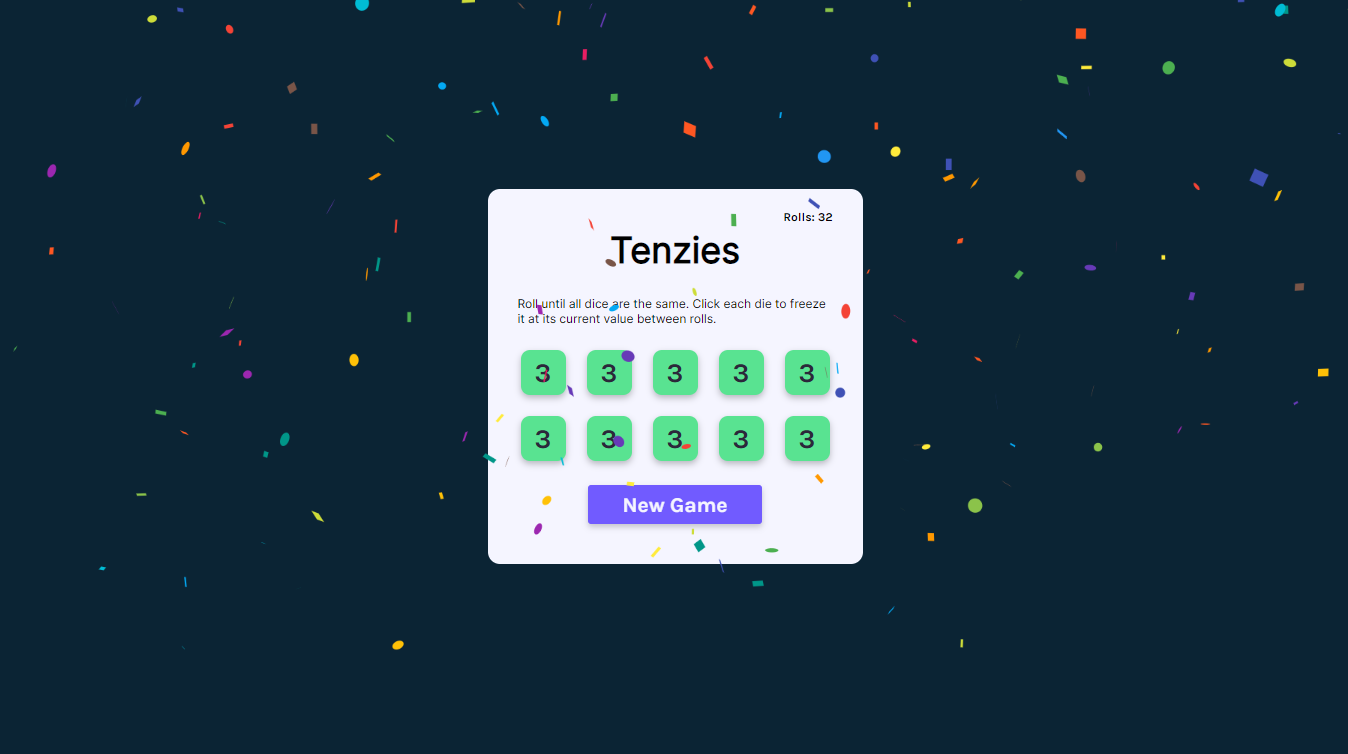 Rolls: 32
Tenzies
Roll until all dice are the same. Click each die to freeze
it at its current value between rolls.
3 3 3 3 3
3 3 3 3 3
New Game